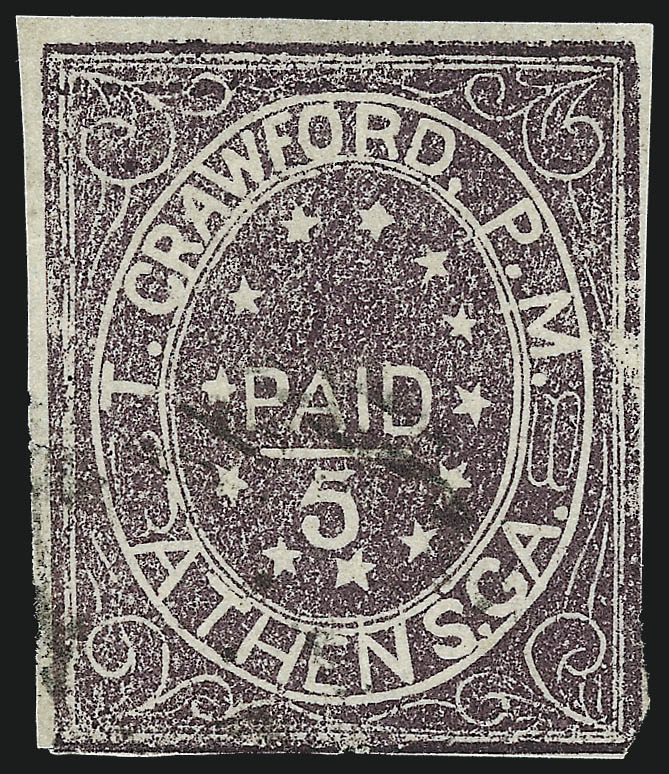 T. CRAWFORD, P.M.
PAID
5
ATHENS, GA.